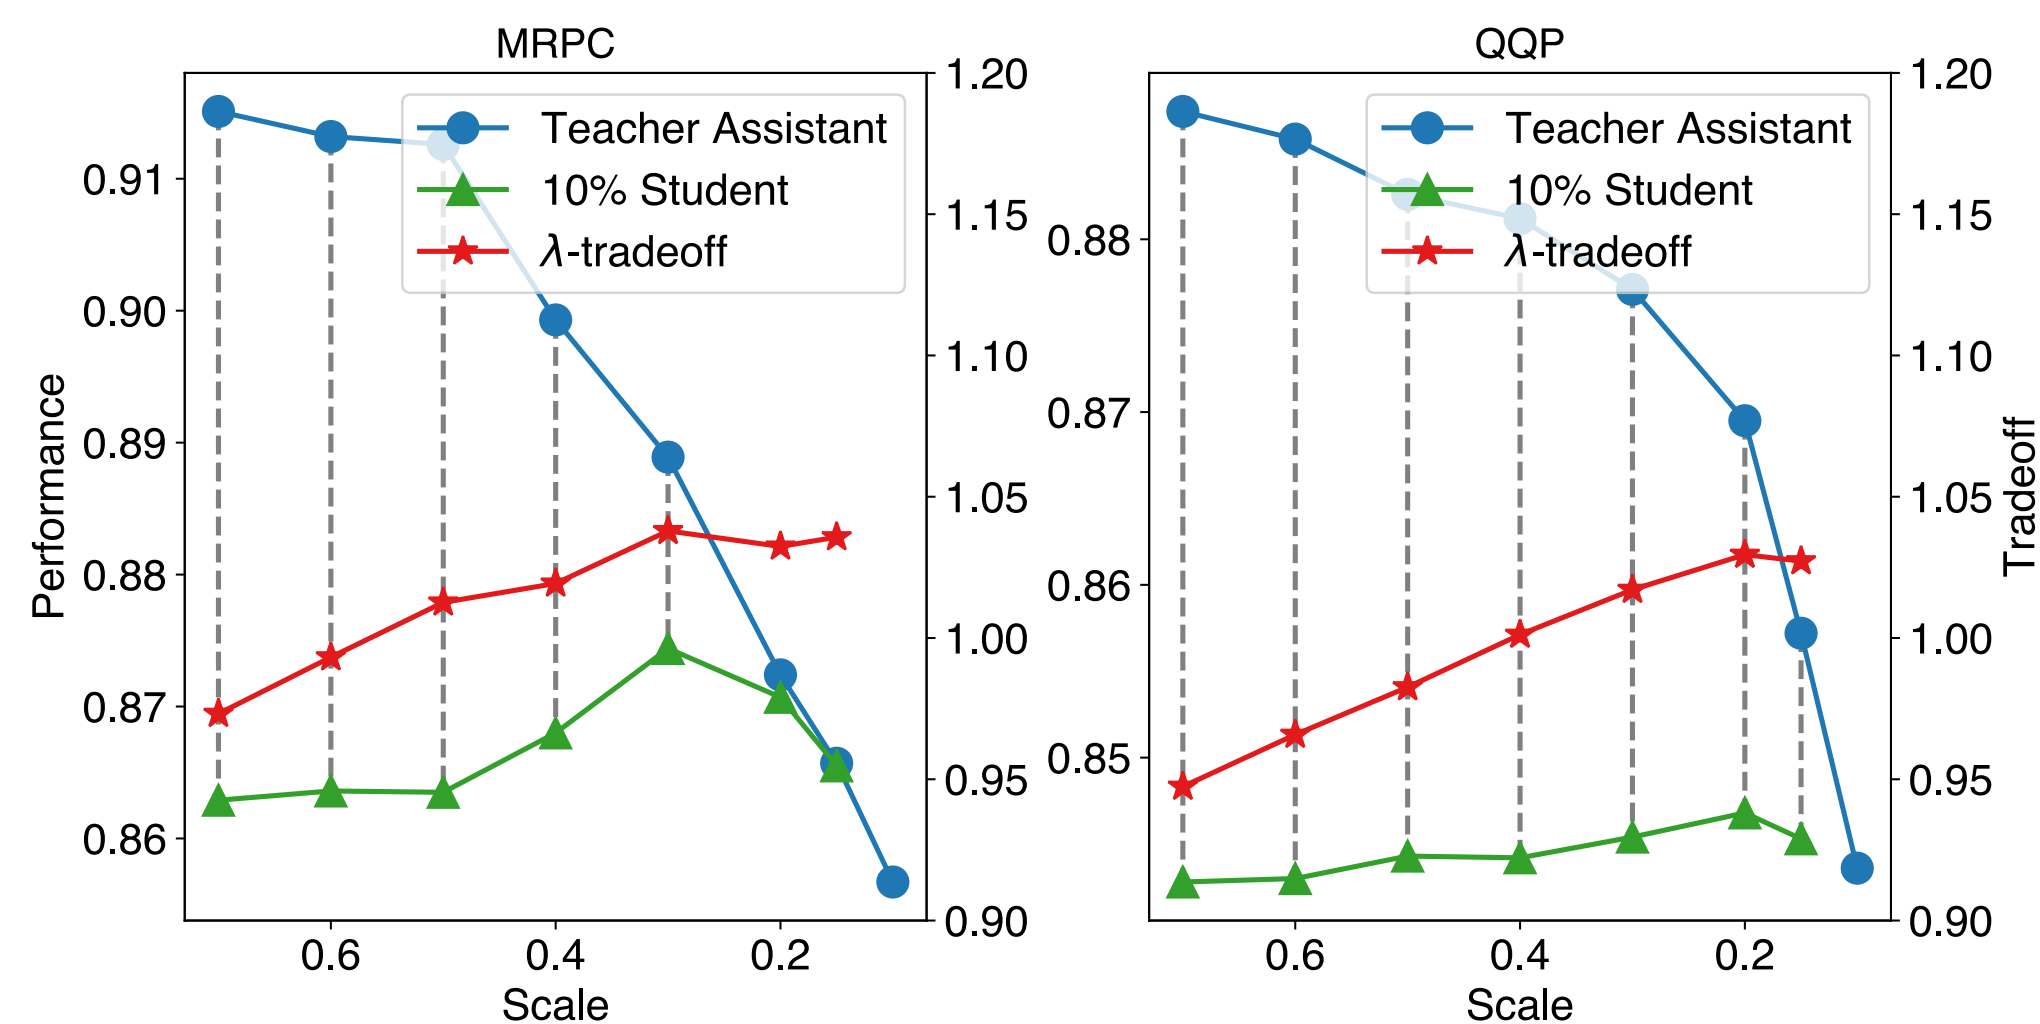 MRPC
Teacher Assistant
10% Student
λ-tradeoff
Performance
0.91
0.90
0.89
0.88
0.87
0.86
1.20
1.15
1.10
1.05
1.00
0.95
0.90
0.6 0.4 0.2
Scale
QQP
Teacher Assistant
10% Student
λ-tradeoff
0.88
0.87
0.86
0.85
1.20
1.15
1.10
1.05
1.00
0.95
0.90
Tradeoff
0.6 0.4 0.2
Scale